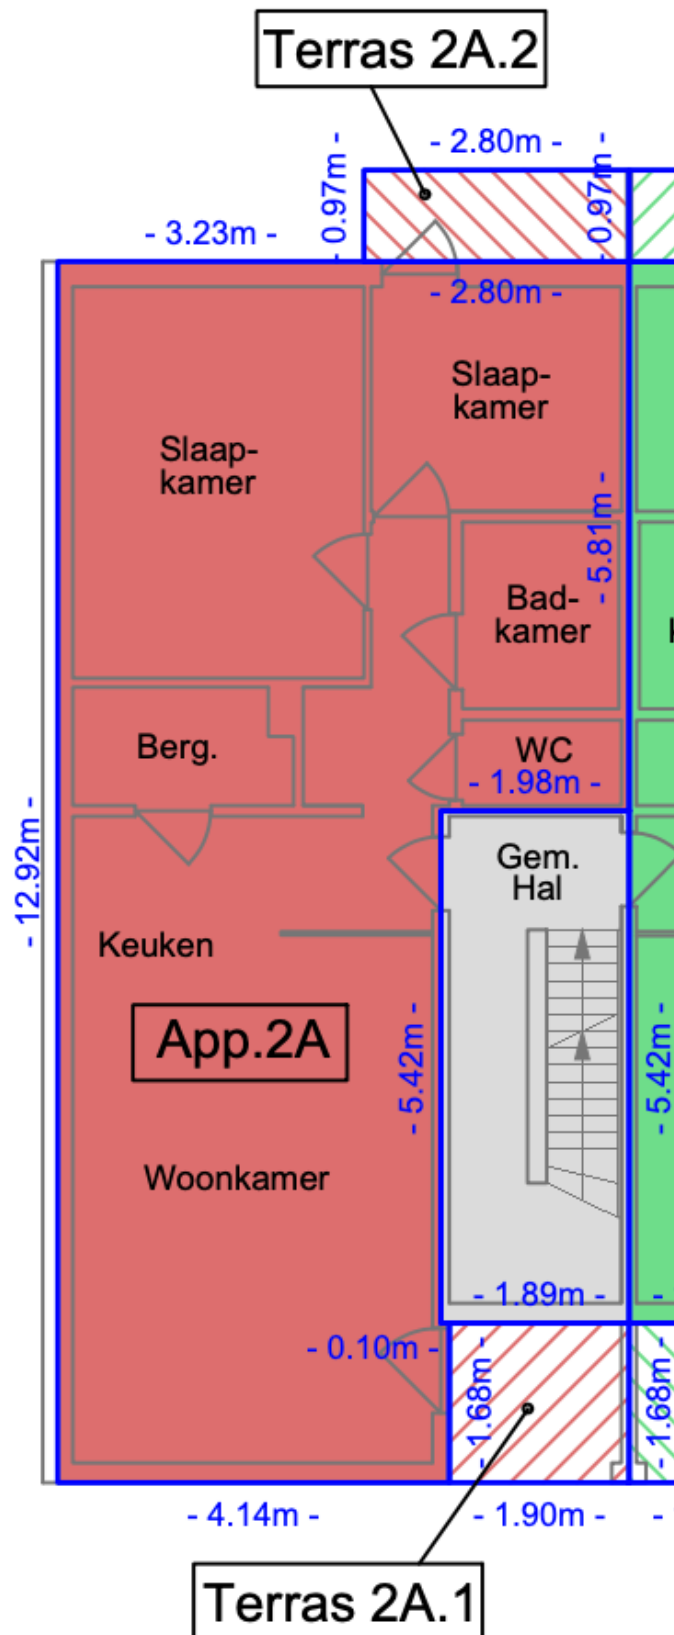 Terras 2A.2
- 2.80m -
- 0.97m -
- 0.97m -
- 3.23m -
- 2.80m -
Slaap-
kamer
Slaap-
kamer
- 5.81m -
Bad-
kamer
Berg.
WC
- 1.98m -
- 12.92m -
Gem.
Hal
Keuken
App.2A
- 5.42m -
- 5.42m -
Woonkamer
- 1.89m -
-
- 0.10m -
- 1.68m -
- 1.68m -
- 4.14m -
- 1.90m -
-
Terras 2A.1